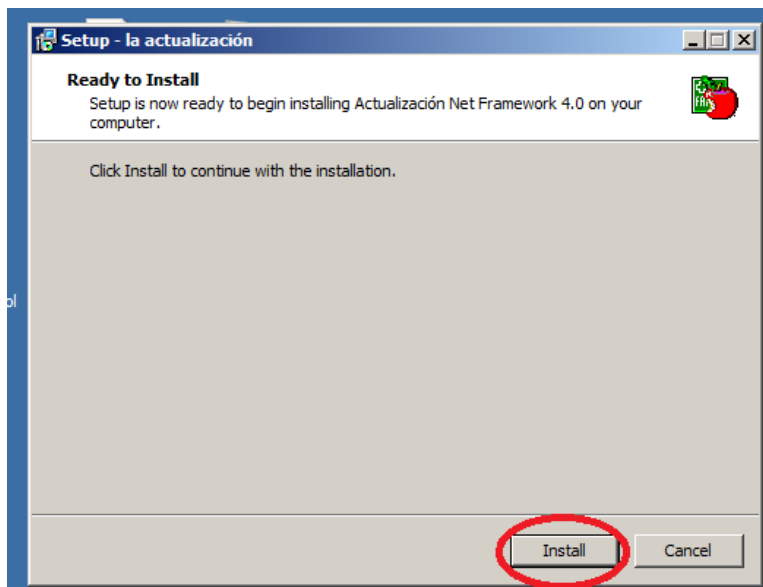 Setup - la actualización
Ready to Install
Setup is now ready to begin installing Actualización Net Framework 4.0 on your
computer.
Click Install to continue with the installation.
ol
Install
Cancel